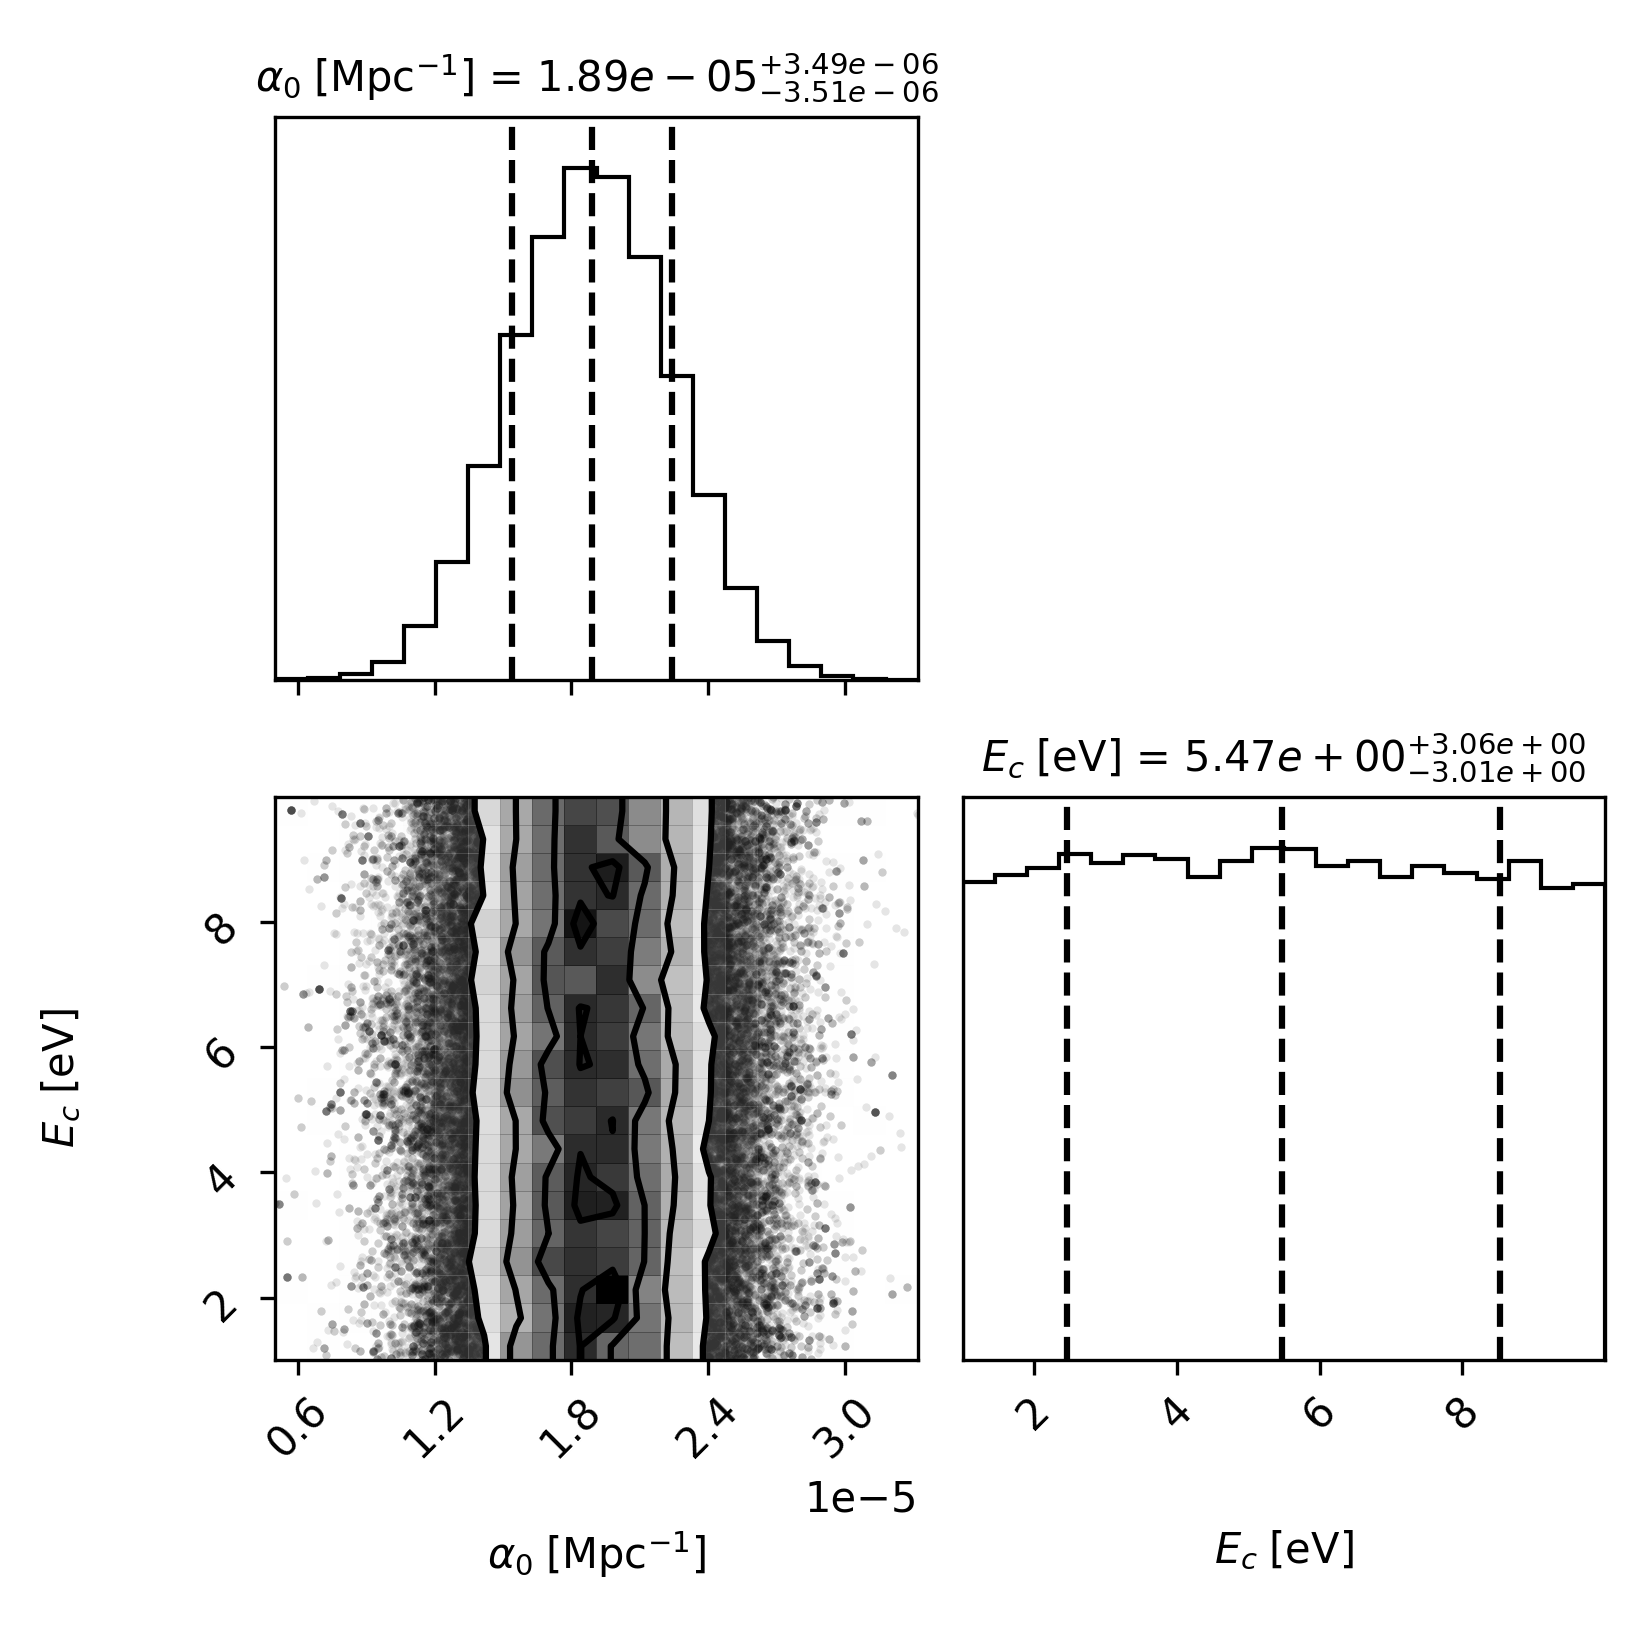 α₀ [Mpc⁻¹] = 1.89e − 05 +3.49e − 06 −3.51e − 06
E_c [eV] = 5.47e + 00 +3.06e + 00 −3.01e + 00
E_c [eV]
8
6
4
2
0.6 1.2 1.8 2.4 3.0
1e−5
α₀ [Mpc⁻¹]
2 4 6 8
E_c [eV]